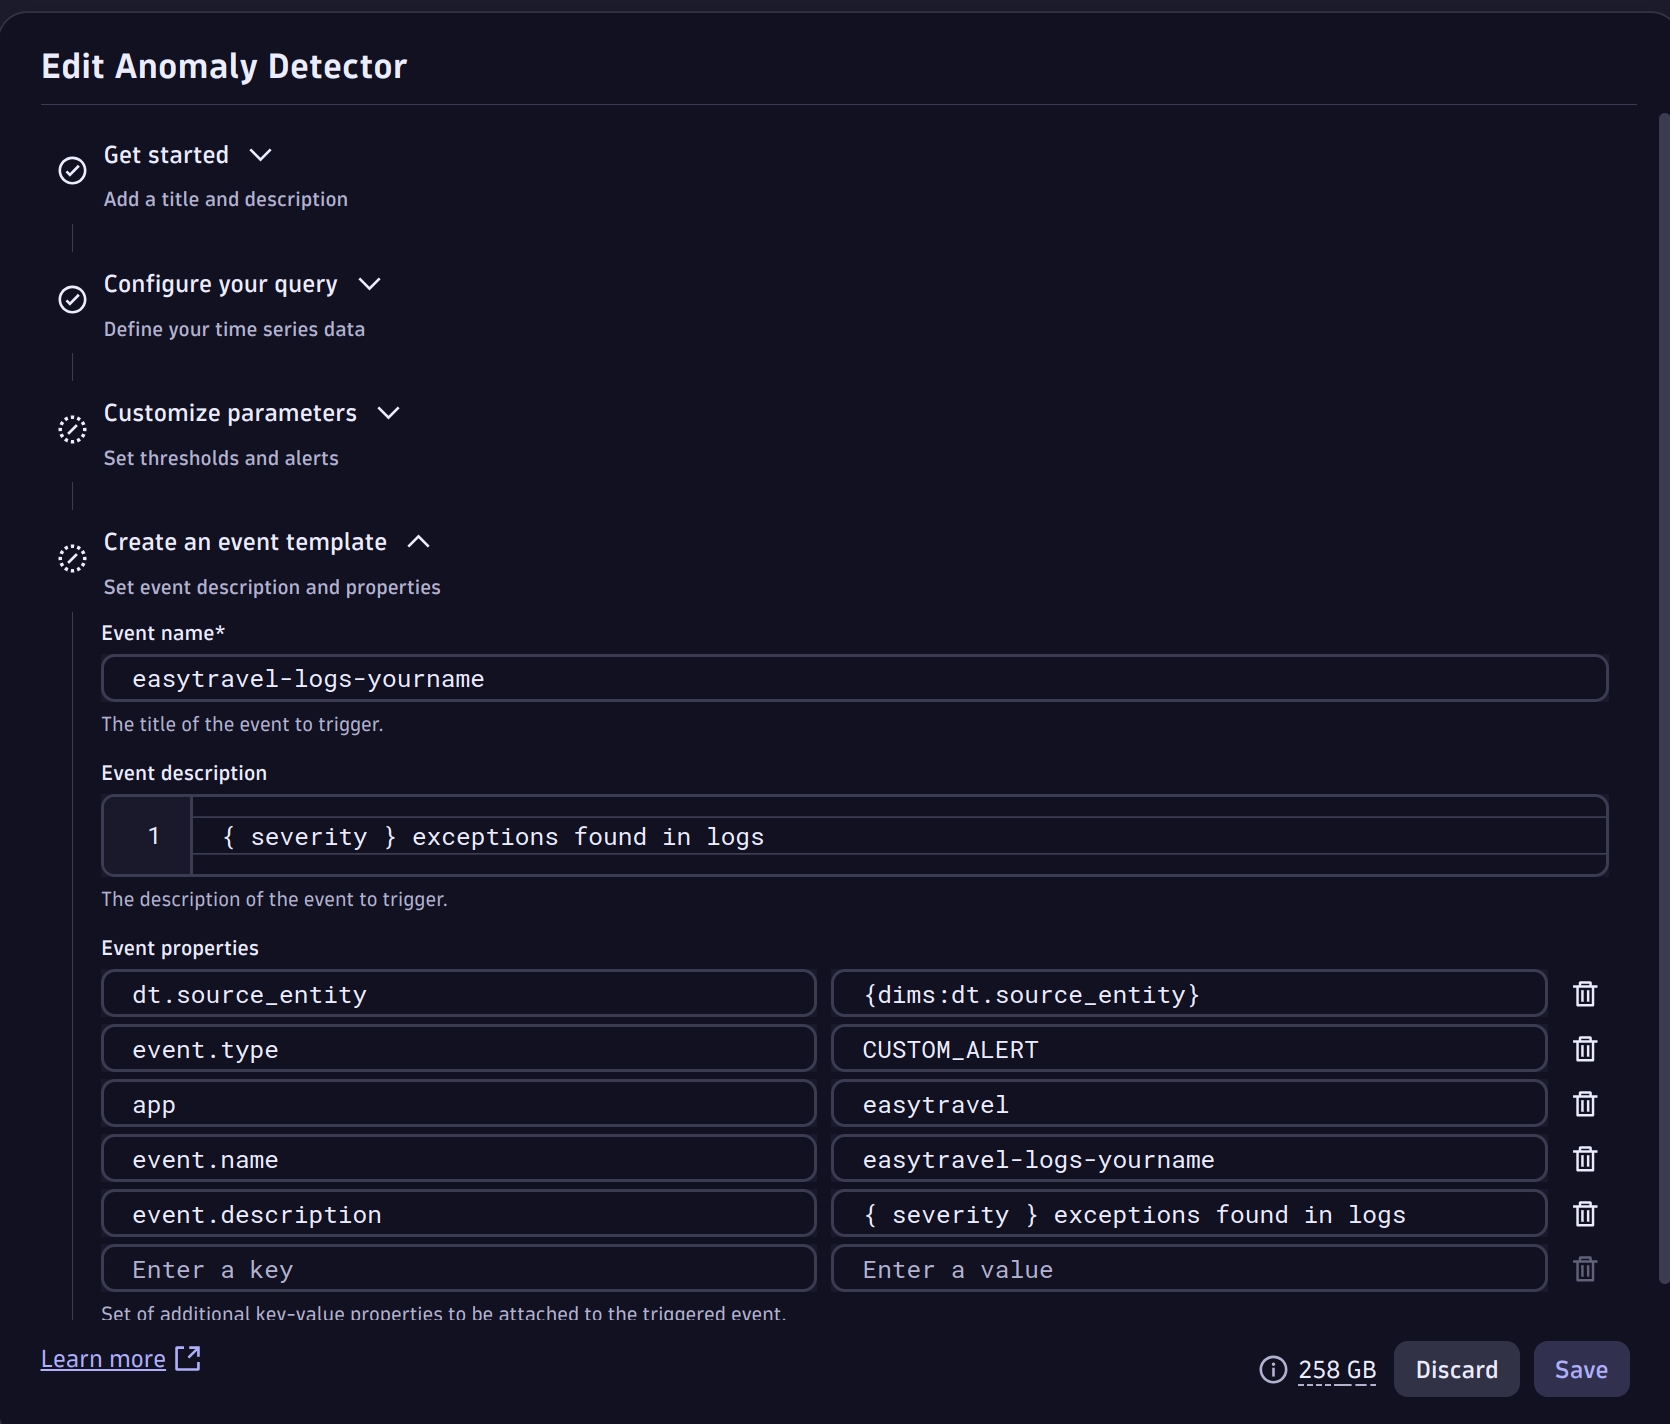 Edit Anomaly Detector
Get started
Add a title and description
Configure your query
Define your time series data
Customize parameters
Set thresholds and alerts
Create an event template
Set event description and properties
Event name*
easytravel-logs-yourname
The title of the event to trigger.
Event description
1 { severity } exceptions found in logs
The description of the event to trigger.
Event properties
dt.source_entity {dims:dt.source_entity}
event.type CUSTOM_ALERT
app easytravel
event.name easytravel-logs-yourname
event.description { severity } exceptions found in logs
Enter a key Enter a value
Set of additional key-value properties to be attached to the triggered event.
Learn more 258 GB Discard Save